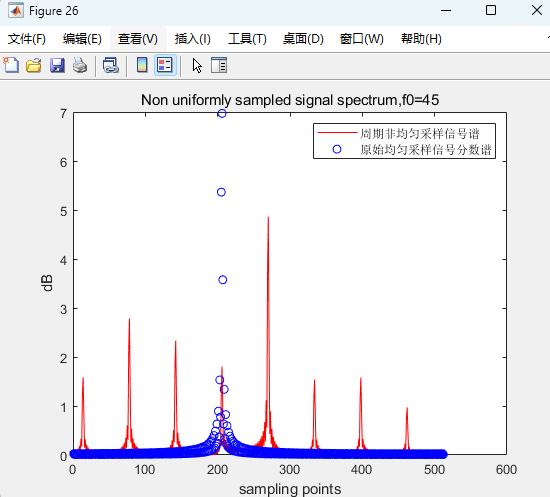 Figure 26
文件(F) 编辑(E) 查看(V) 插入(I) 工具(T) 桌面(D) 窗口(W) 帮助(H)
Non uniformly sampled signal spectrum,f0=45
周期非均匀采样信号谱
原始均匀采样信号分数谱
7
6
5
4
3
2
1
0
dB
0 100 200 300 400 500 600
sampling points